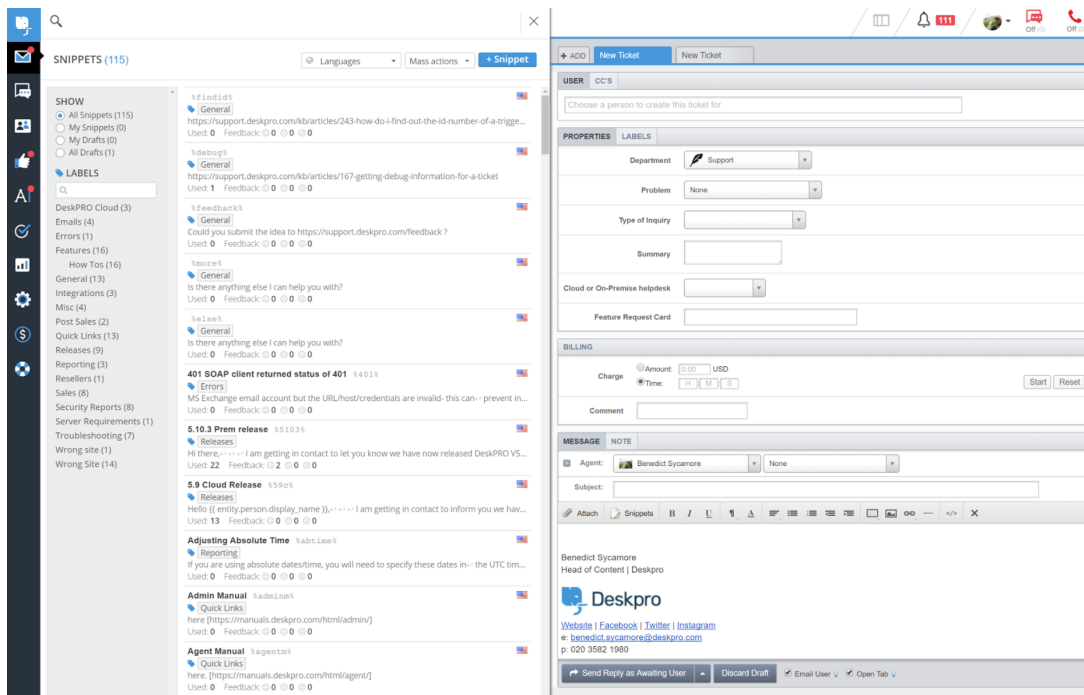 SNIPPETS (115)
Languages
Mass actions
+ Snippet
SHOW
All Snippets (115)
My Snippets (0)
My Drafts (0)
All Drafts (1)
LABELS
DeskPRO Cloud (3)
Emails (4)
Errors (1)
Features (16)
How Tos (16)
General (13)
Integrations (3)
Misc (4)
Post Sales (2)
Quick Links (13)
Releases (9)
Reporting (3)
Resellers (1)
Sales (8)
Security Reports (8)
Server Requirements (1)
Troubleshooting (7)
Wrong site (1)
Wrong Site (14)
%findid%
General
https://support.deskpro.com/kb/articles/243-how-do-i-find-out-the-id-number-of-a-trigge...
Used: 0 Feedback: 0 0 0
%debug%
General
https://support.deskpro.com/kb/articles/167-getting-debug-information-for-a-ticket
Used: 1 Feedback: 0 0 0
%feedback%
General
Could you submit the idea to https://support.deskpro.com/feedback ?
Used: 0 Feedback: 0 0 0
%more%
General
Is there anything else I can help you with?
Used: 0 Feedback: 0 0 0
%else%
General
Is there anything else I can help you with?
Used: 0 Feedback: 0 0 0
401 SOAP client returned status of 401 %401%
Errors
MS Exchange email account but the URL/host/credentials are invalid- this can- prevent in...
Used: 0 Feedback: 0 0 0
5.10.3 Prem release %5103%
Releases
Hi there, I am getting in contact to let you know we have now released DeskPRO V5...
Used: 22 Feedback: 2 0 0
5.9 Cloud Release %59c%
Releases
Hello {{ entity.person.display_name }}, I am getting in contact to inform you we hav...
Used: 13 Feedback: 0 0 0
Adjusting Absolute Time %abtime%
Reporting
If you are using absolute dates/time, you will need to specify these dates in- the UTC tim...
Used: 0 Feedback: 0 0 0
Admin Manual %adminm%
Quick Links
here [https://manuals.deskpro.com/html/admin/]
Used: 0 Feedback: 0 0 0
Agent Manual %agentm%
Quick Links
here. [https://manuals.deskpro.com/html/agent/]
Used: 0 Feedback: 0 0 0
111
Off (0)
Off (0)
+ ADD
New Ticket
New Ticket
USER CC'S
Choose a person to create this ticket for
PROPERTIES LABELS
Department Support
Problem None
Type of Inquiry
Summary
Cloud or On-Premise helpdesk
Feature Request Card
BILLING
Charge Amount: 0.00 USD
Time: H : M : S
Start Reset
Comment
MESSAGE NOTE
Agent: Benedict Sycamore None
Subject:
Attach Snippets B I U ¶ A </> X
Benedict Sycamore
Head of Content | Deskpro
Deskpro
Website | Facebook | Twitter | Instagram
e: benedict.sycamore@deskpro.com
p: 020 3582 1980
Send Reply as Awaiting User Discard Draft Email User Open Tab